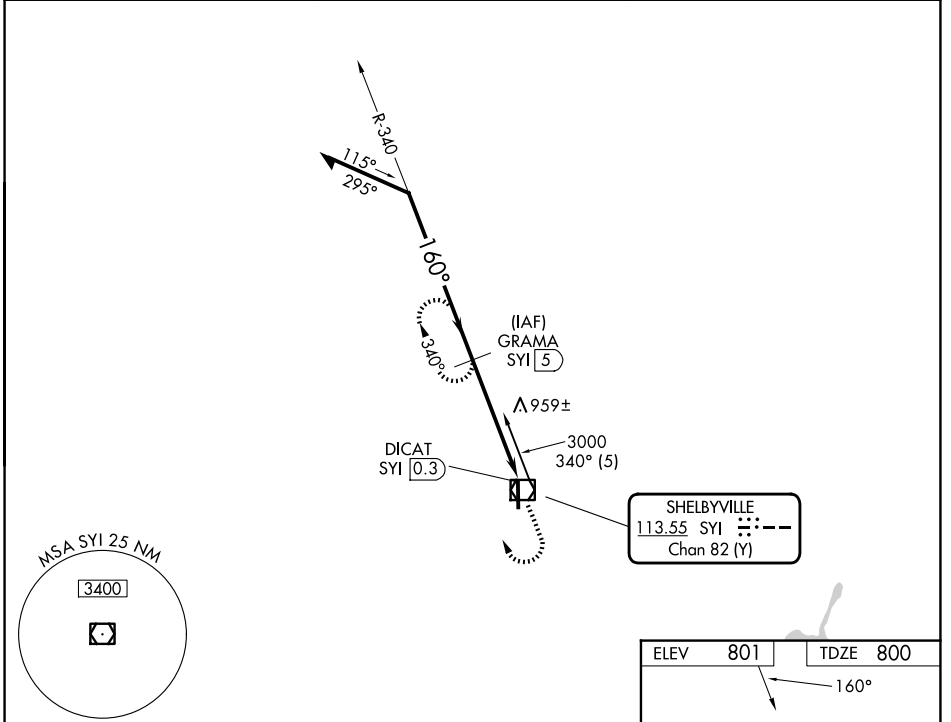 R-340
115°
295°
160°
(IAF)
GRAMA
SYI 5
340°
959±
3000
340° (5)
DICAT
SYI 0.3
SHELBYVILLE
113.55 SYI
Chan 82 (Y)
MSA SYI 25 NM
3400
ELEV 801
TDZE 800
160°